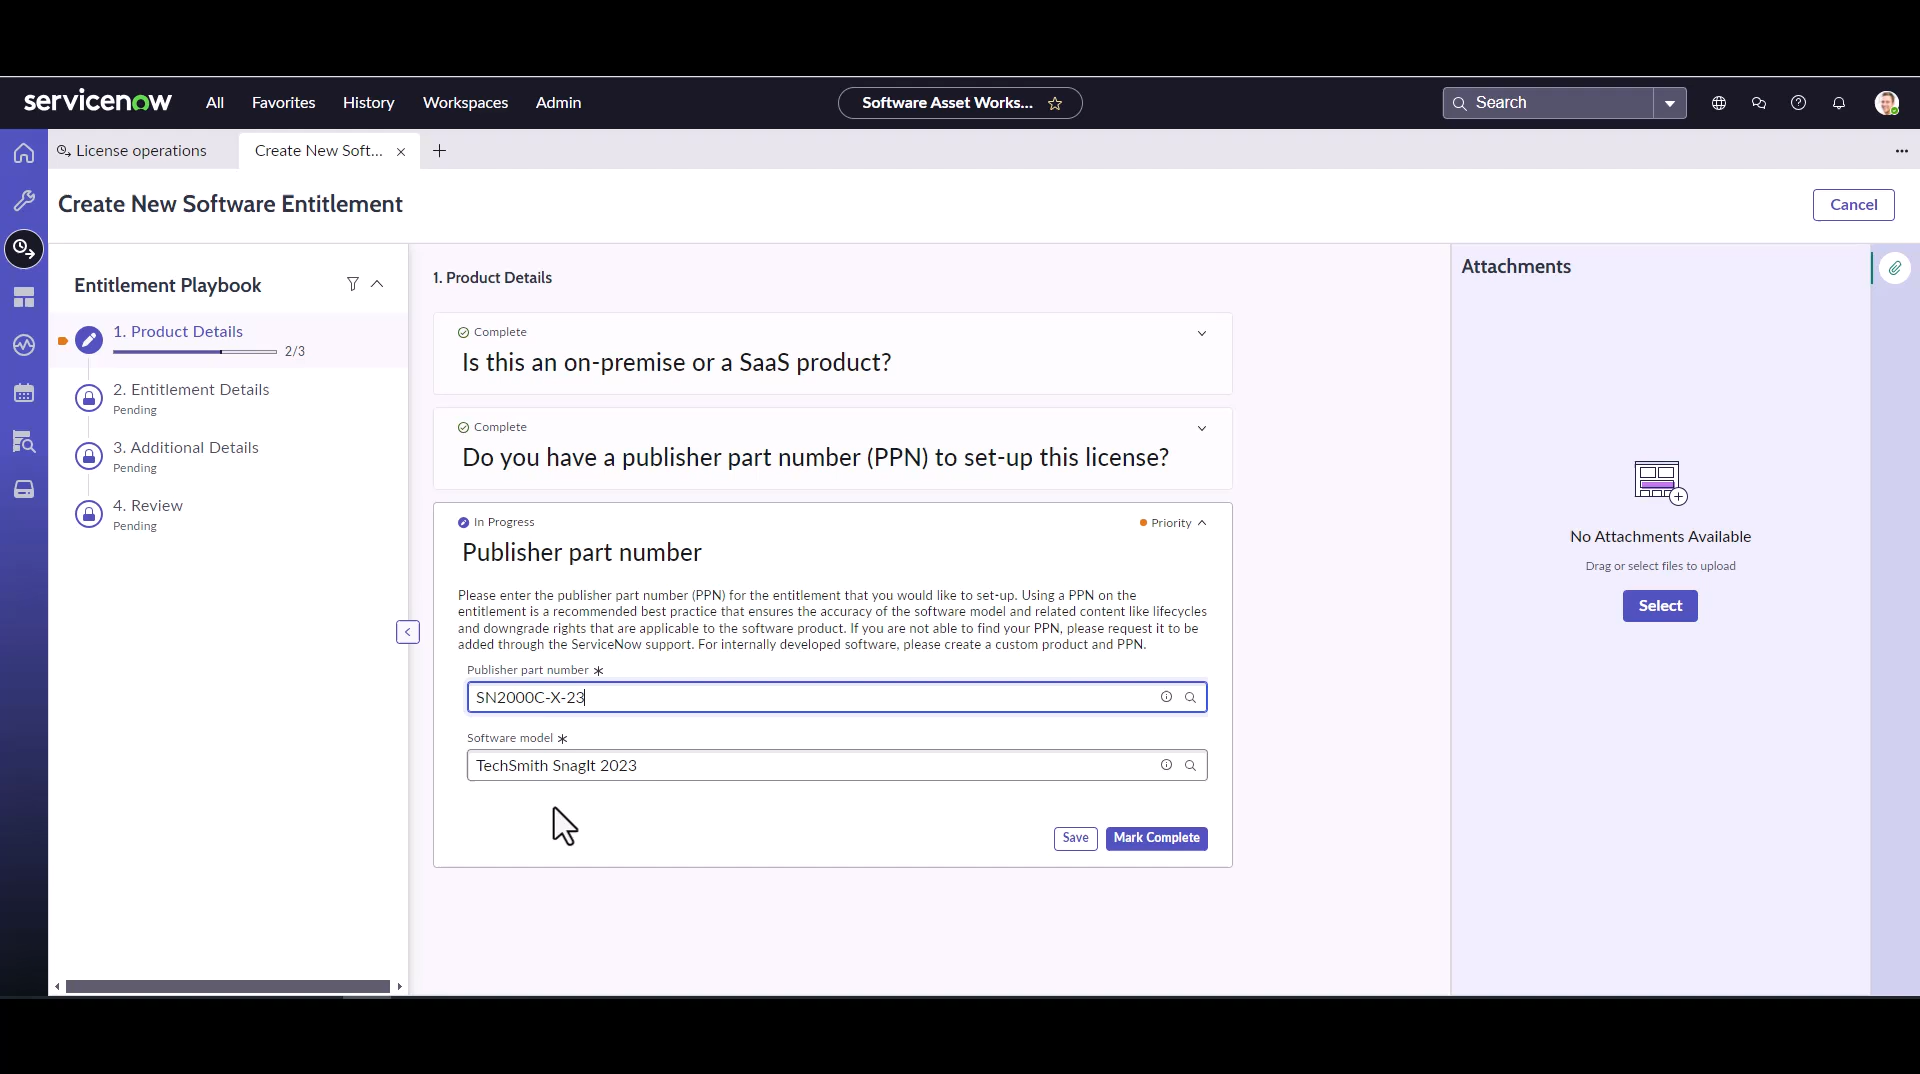 servicenow
All
Favorites
History
Workspaces
Admin
Software Asset Works...
Search
License operations
Create New Soft...
Create New Software Entitlement
Cancel
Entitlement Playbook
1. Product Details
2/3
2. Entitlement Details
Pending
3. Additional Details
Pending
4. Review
Pending
1. Product Details
Complete
Is this an on-premise or a SaaS product?
Complete
Do you have a publisher part number (PPN) to set-up this license?
In Progress
Priority
Publisher part number
Please enter the publisher part number (PPN) for the entitlement that you would like to set-up. Using a PPN on the
entitlement is a recommended best practice that ensures the accuracy of the software model and related content like lifecycles
and downgrade rights that are applicable to the software product. If you are not able to find your PPN, please request it to be
added through the ServiceNow support. For internally developed software, please create a custom product and PPN.
Publisher part number *
SN2000C-X-23
Software model *
TechSmith SnagIt 2023
Save
Mark Complete
Attachments
No Attachments Available
Drag or select files to upload
Select